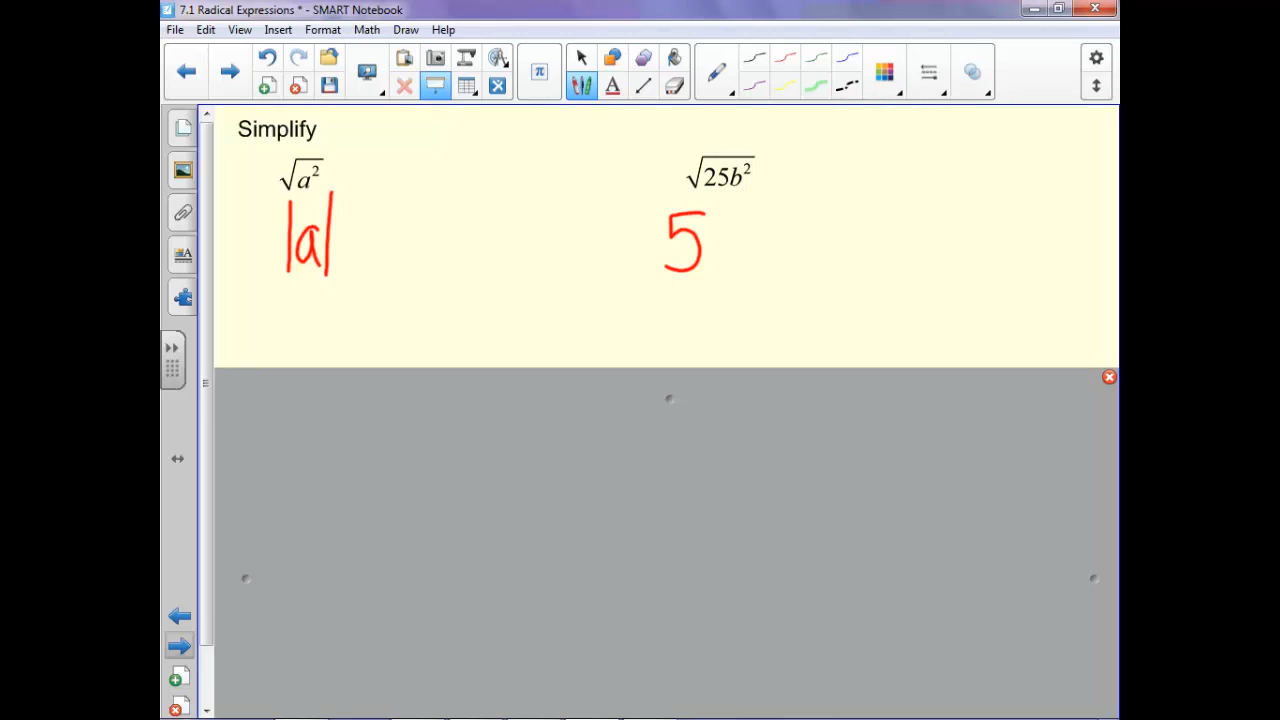 7.1 Radical Expressions * - SMART Notebook
File Edit View Insert Format Math Draw Help
π
A
Simplify
√a² √25b²
|a| 5